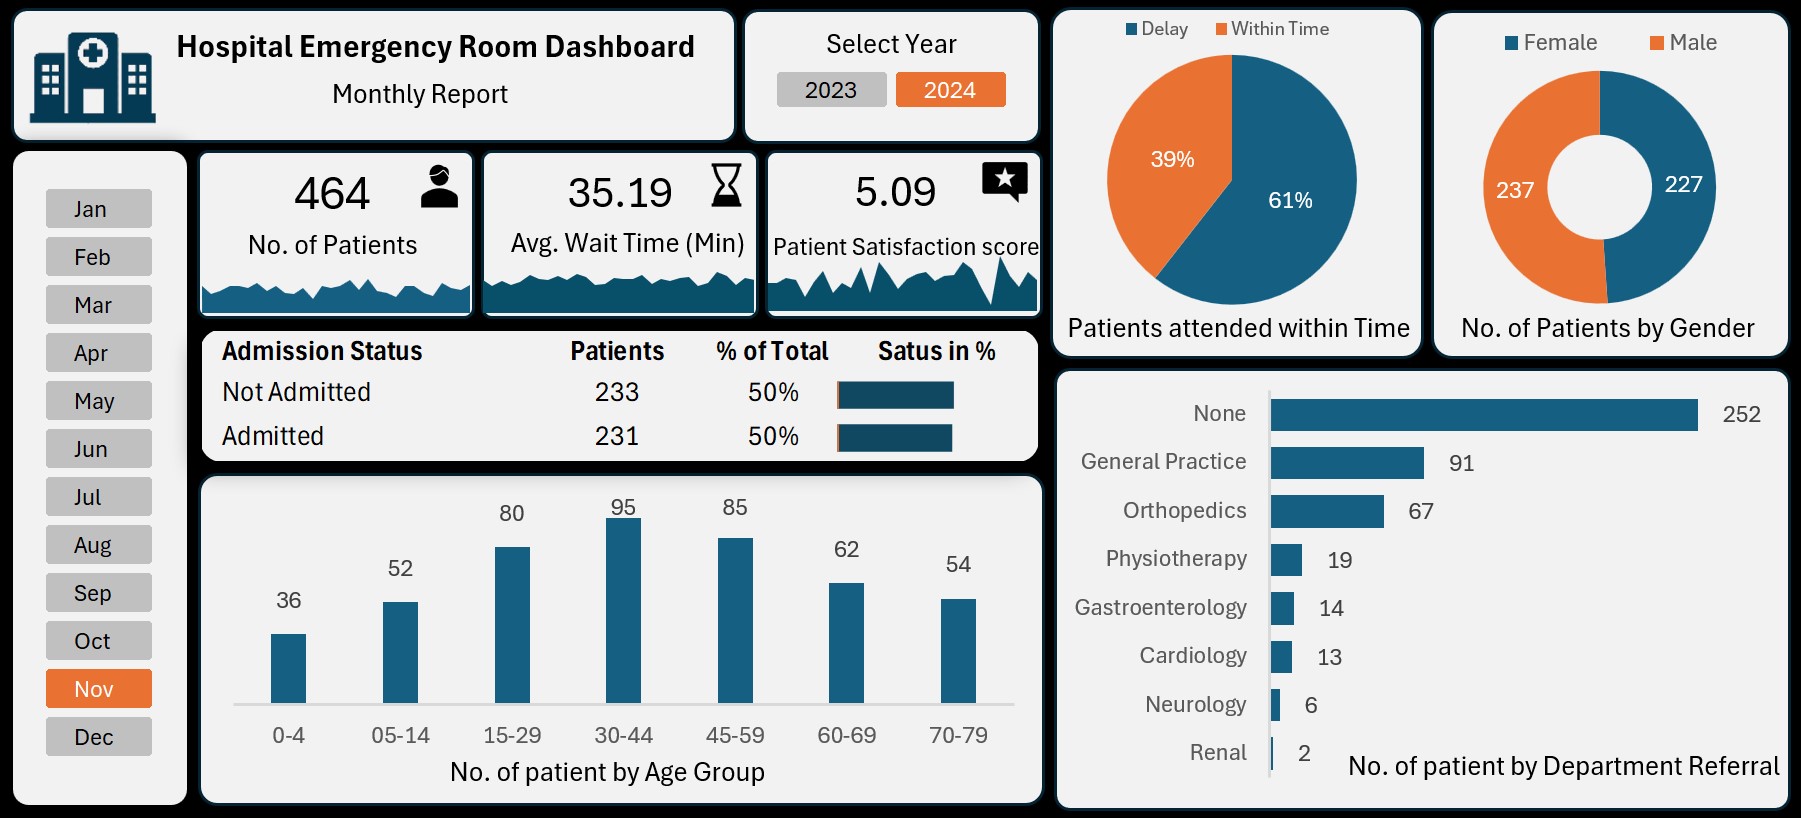 Hospital Emergency Room Dashboard
Monthly Report
Select Year
2023 2024
Jan
Feb
Mar
Apr
May
Jun
Jul
Aug
Sep
Oct
Nov
Dec
464
No. of Patients
35.19
Avg. Wait Time (Min)
5.09
Patient Satisfaction score
Delay Within Time
39%
61%
Patients attended within Time
Female Male
237 227
No. of Patients by Gender
Admission Status Patients % of Total Satus in %
Not Admitted 233 50%
Admitted 231 50%
36 52 80 95 85 62 54
0-4 05-14 15-29 30-44 45-59 60-69 70-79
No. of patient by Age Group
None 252
General Practice 91
Orthopedics 67
Physiotherapy 19
Gastroenterology 14
Cardiology 13
Neurology 6
Renal 2
No. of patient by Department Referral